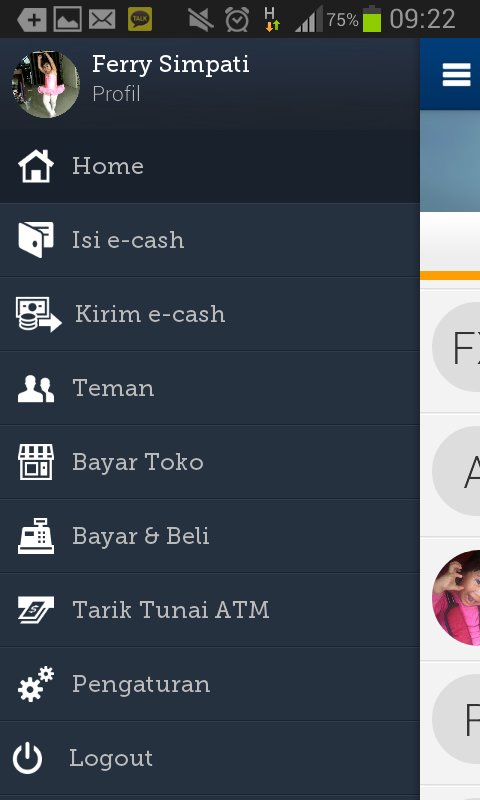 TALK
H
75%
09:22
Ferry Simpati
Profil
Home
Isi e-cash
Kirim e-cash
Teman
Bayar Toko
Bayar & Beli
Tarik Tunai ATM
Pengaturan
Logout
A